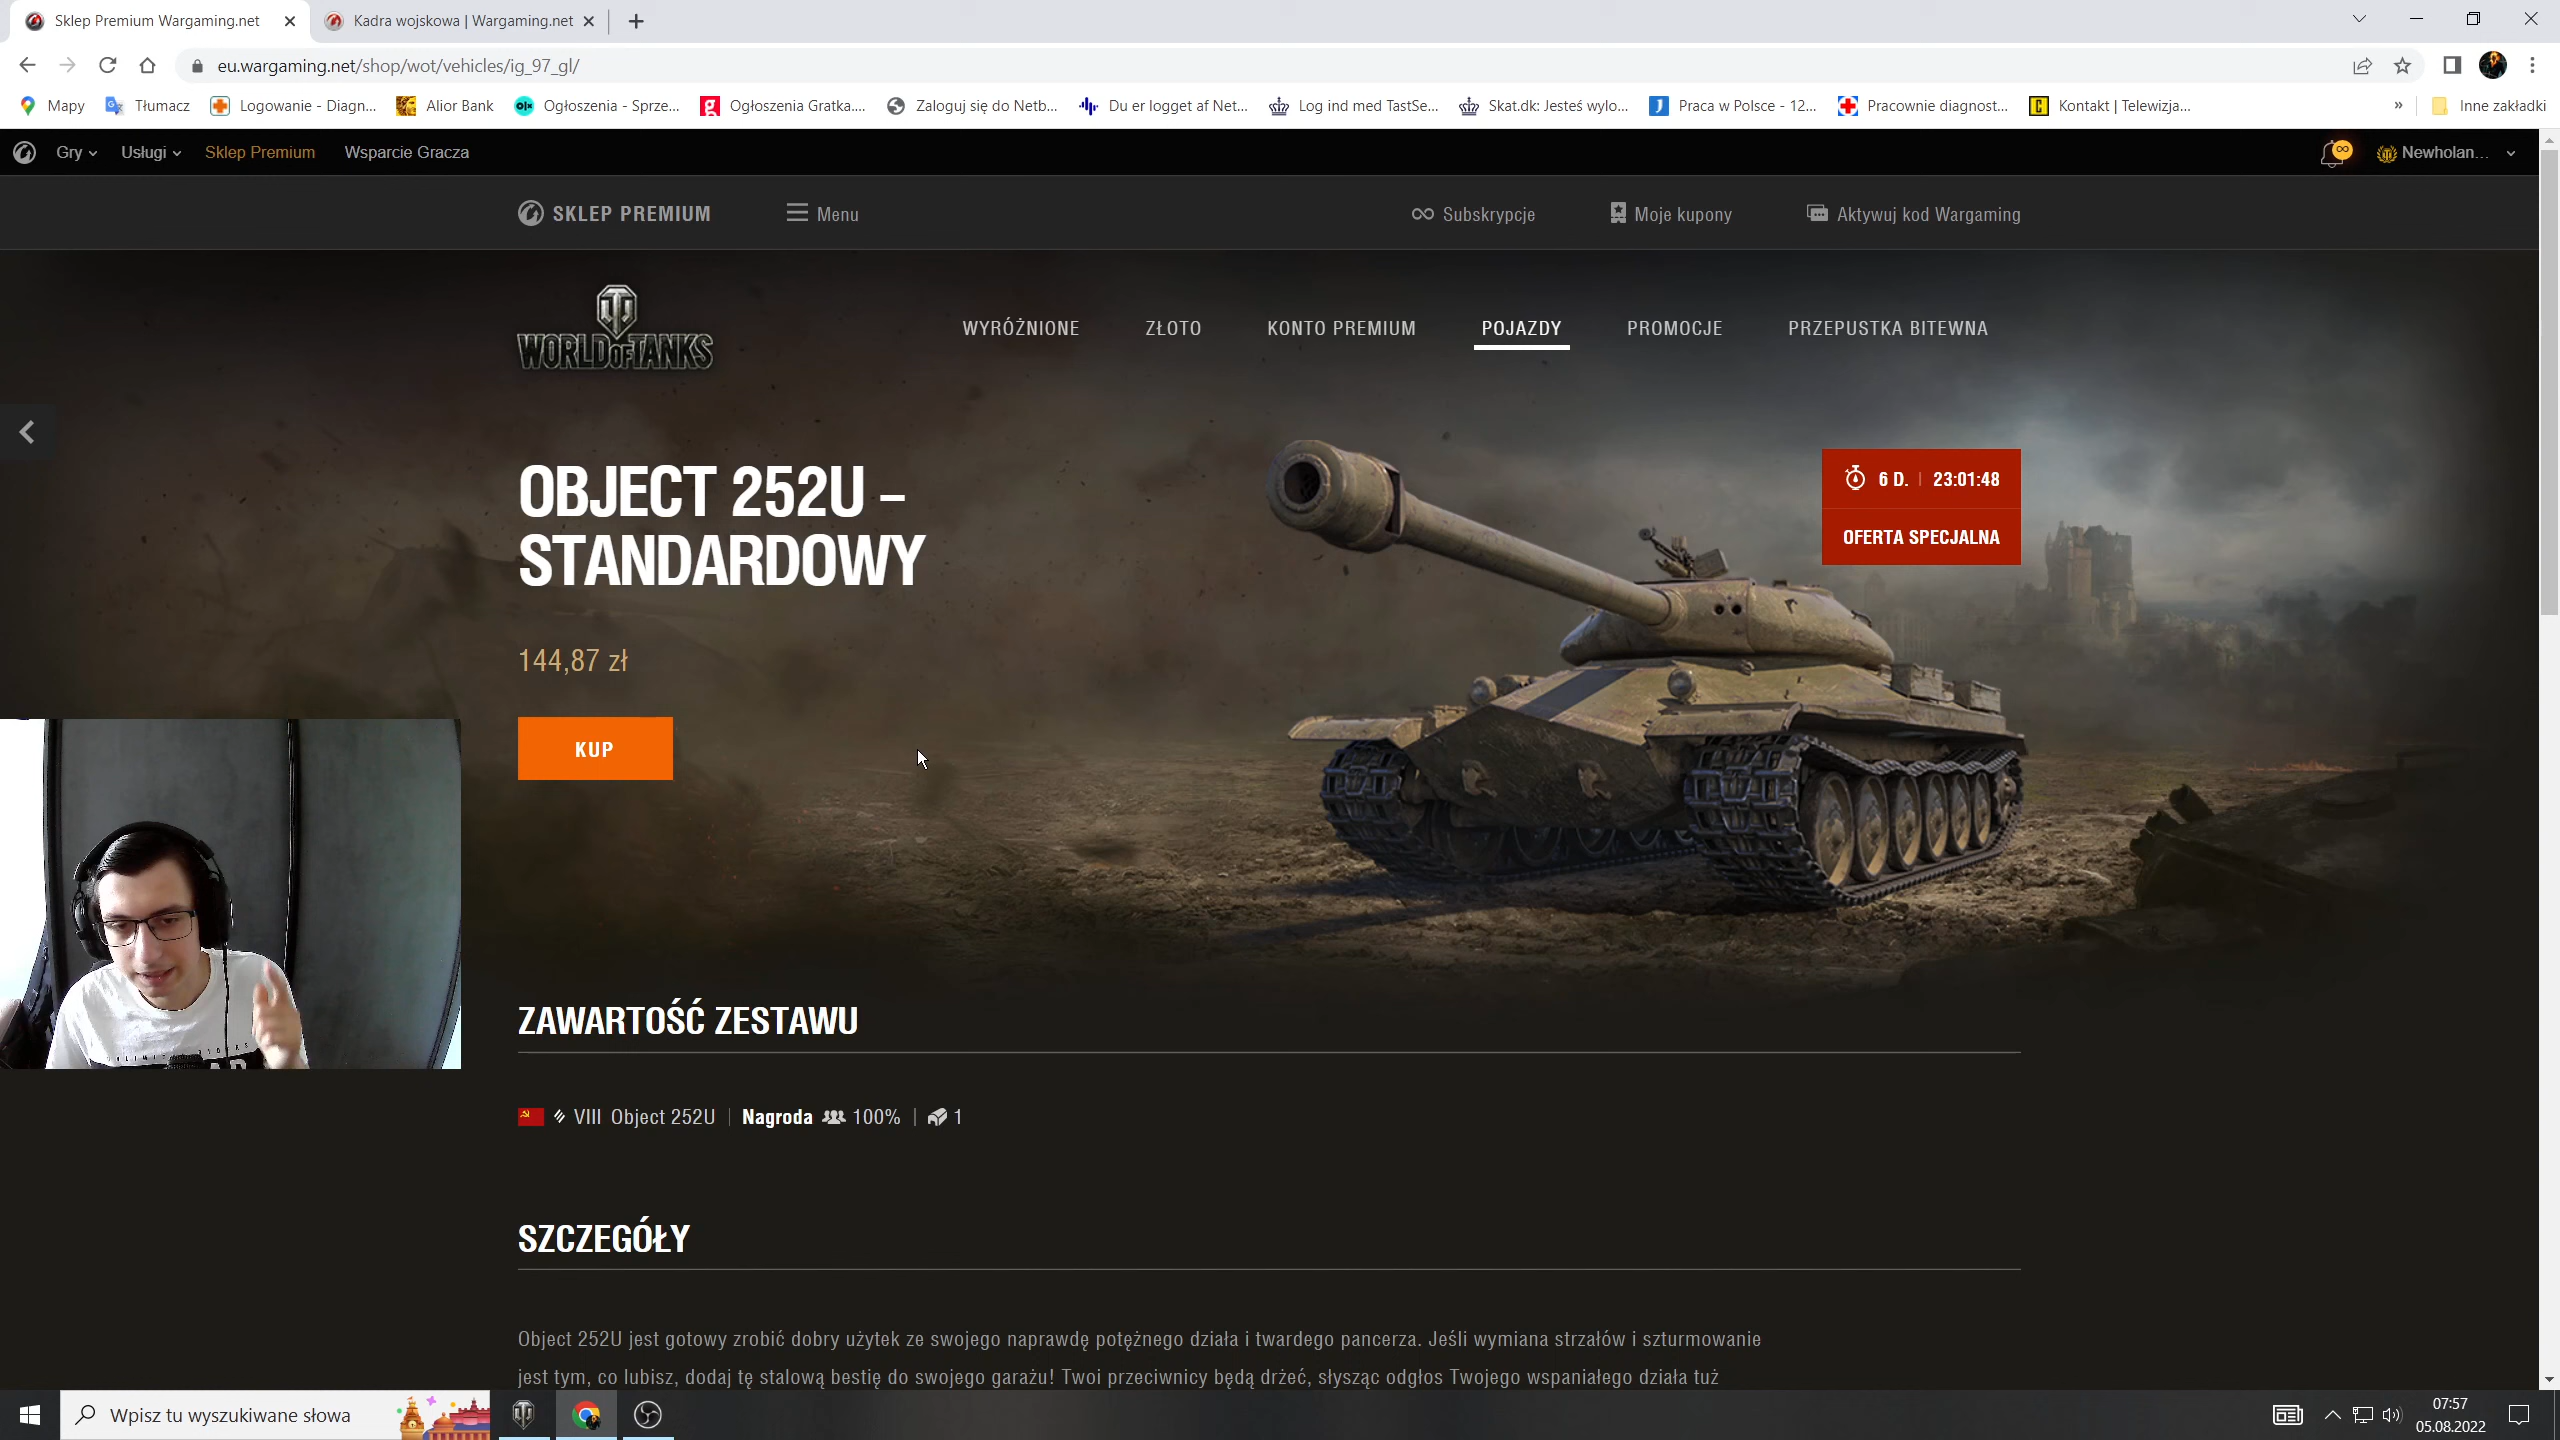 Sklep Premium Wargaming.net
Kadra wojskowa | Wargaming.net
eu.wargaming.net/shop/wot/vehicles/ig_97_gl/
Mapy
Tłumacz
Logowanie - Diagn...
Alior Bank
Ogłoszenia - Sprze...
Ogłoszenia Gratka....
Zaloguj się do Netb...
Du er logget af Net...
Log ind med TastSe...
Skat.dk: Jesteś wylo...
Praca w Polsce - 12...
Pracownie diagnost...
Kontakt | Telewizja...
»
Inne zakładki
Gry
Usługi
Sklep Premium
Wsparcie Gracza
Newholan...
SKLEP PREMIUM
Menu
Subskrypcje
Moje kupony
Aktywuj kod Wargaming
WORLD OF TANKS
WYRÓŻNIONE
ZŁOTO
KONTO PREMIUM
POJAZDY
PROMOCJE
PRZEPUSTKA BITEWNA
OBJECT 252U –
STANDARDOWY
6 D. | 23:01:48
OFERTA SPECJALNA
144,87 zł
KUP
ZAWARTOŚĆ ZESTAWU
VIII Object 252U | Nagroda 100% | 1
SZCZEGÓŁY
Object 252U jest gotowy zrobić dobry użytek ze swojego naprawdę potężnego działa i twardego pancerza. Jeśli wymiana strzałów i szturmowanie
jest tym, co lubisz, dodaj tę stalową bestię do swojego garażu! Twoi przeciwnicy będą drżeć, słysząc odgłos Twojego wspaniałego działa tuż
Wpisz tu wyszukiwane słowa
07:57
05.08.2022